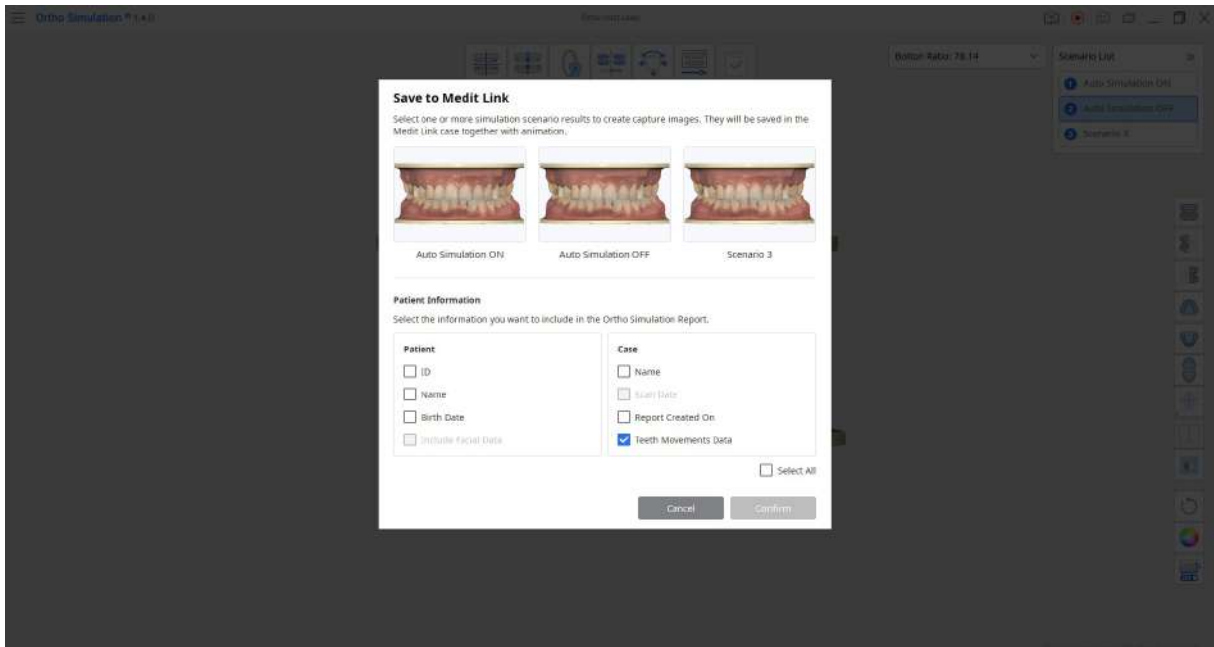 Ortho Simulation
Bolton Ratio: 78.14
Scenario List
1 Auto Simulation ON
2 Auto Simulation OFF
3 Scenario 3
Save to Medit Link
Select one or more simulation scenario results to create capture images. They will be saved in the
Medit Link case together with animation.
Auto Simulation ON
Auto Simulation OFF
Scenario 3
Patient Information
Select the information you want to include in the Ortho Simulation Report.
Patient
ID
Name
Birth Date
Include Facial Data
Case
Name
Scan Date
Report Created On
Teeth Movements Data
Select All
Cancel
Confirm